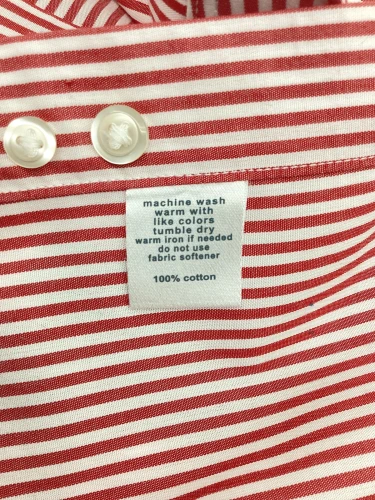 machine wash
warm with
like colors
tumble dry
warm iron if needed
do not use
fabric softener
100% cotton